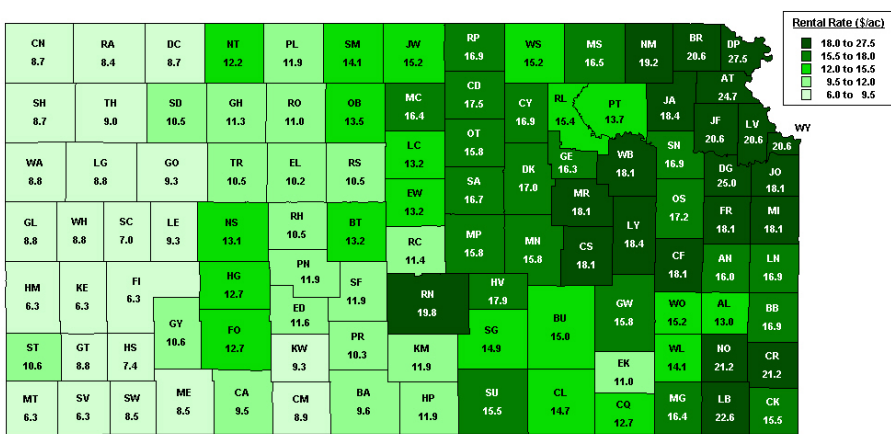 Rental Rate ($/ac)
18.0 to 27.5
15.5 to 18.0
12.0 to 15.5
9.5 to 12.0
6.0 to 9.5
CN
8.7
RA
8.4
DC
8.7
NT
12.2
PL
11.9
SM
14.1
JW
15.2
RP
16.9
WS
15.2
MS
16.5
NM
19.2
BR
20.6
DP
27.5
AT
24.7
SH
8.7
TH
9.0
SD
10.5
GH
11.3
RO
11.0
OB
13.5
MC
16.4
CD
17.5
CY
16.9
RL
15.4
PT
13.7
JA
18.4
JF
20.6
LV
20.6
WY
20.6
OT
15.8
WA
8.8
LG
8.8
GO
9.3
TR
10.5
EL
10.2
RS
10.5
LC
13.2
SA
16.7
DK
17.0
GE
16.3
WB
18.1
SN
16.9
DG
25.0
JO
18.1
EW
13.2
MR
18.1
OS
17.2
GL
8.8
WH
8.8
SC
7.0
LE
9.3
NS
13.1
RH
10.5
BT
13.2
RC
11.4
MP
15.8
MN
15.8
CS
18.1
LY
18.4
FR
18.1
MI
18.1
CF
18.1
AN
16.0
LN
16.9
HM
6.3
KE
6.3
FI
6.3
HG
12.7
PN
11.9
SF
11.9
RN
19.8
HV
17.9
ED
11.6
BU
15.0
GW
15.8
WO
15.2
AL
13.0
BB
16.9
GY
10.6
FO
12.7
SG
14.9
ST
10.6
GT
8.8
HS
7.4
KW
9.3
PR
10.3
KM
11.9
EK
11.0
WL
14.1
NO
21.2
CR
21.2
MT
6.3
SV
6.3
SW
8.5
ME
8.5
CA
9.5
CM
8.9
BA
9.6
HP
11.9
SU
15.5
CL
14.7
CQ
12.7
MG
16.4
LB
22.6
CK
15.5